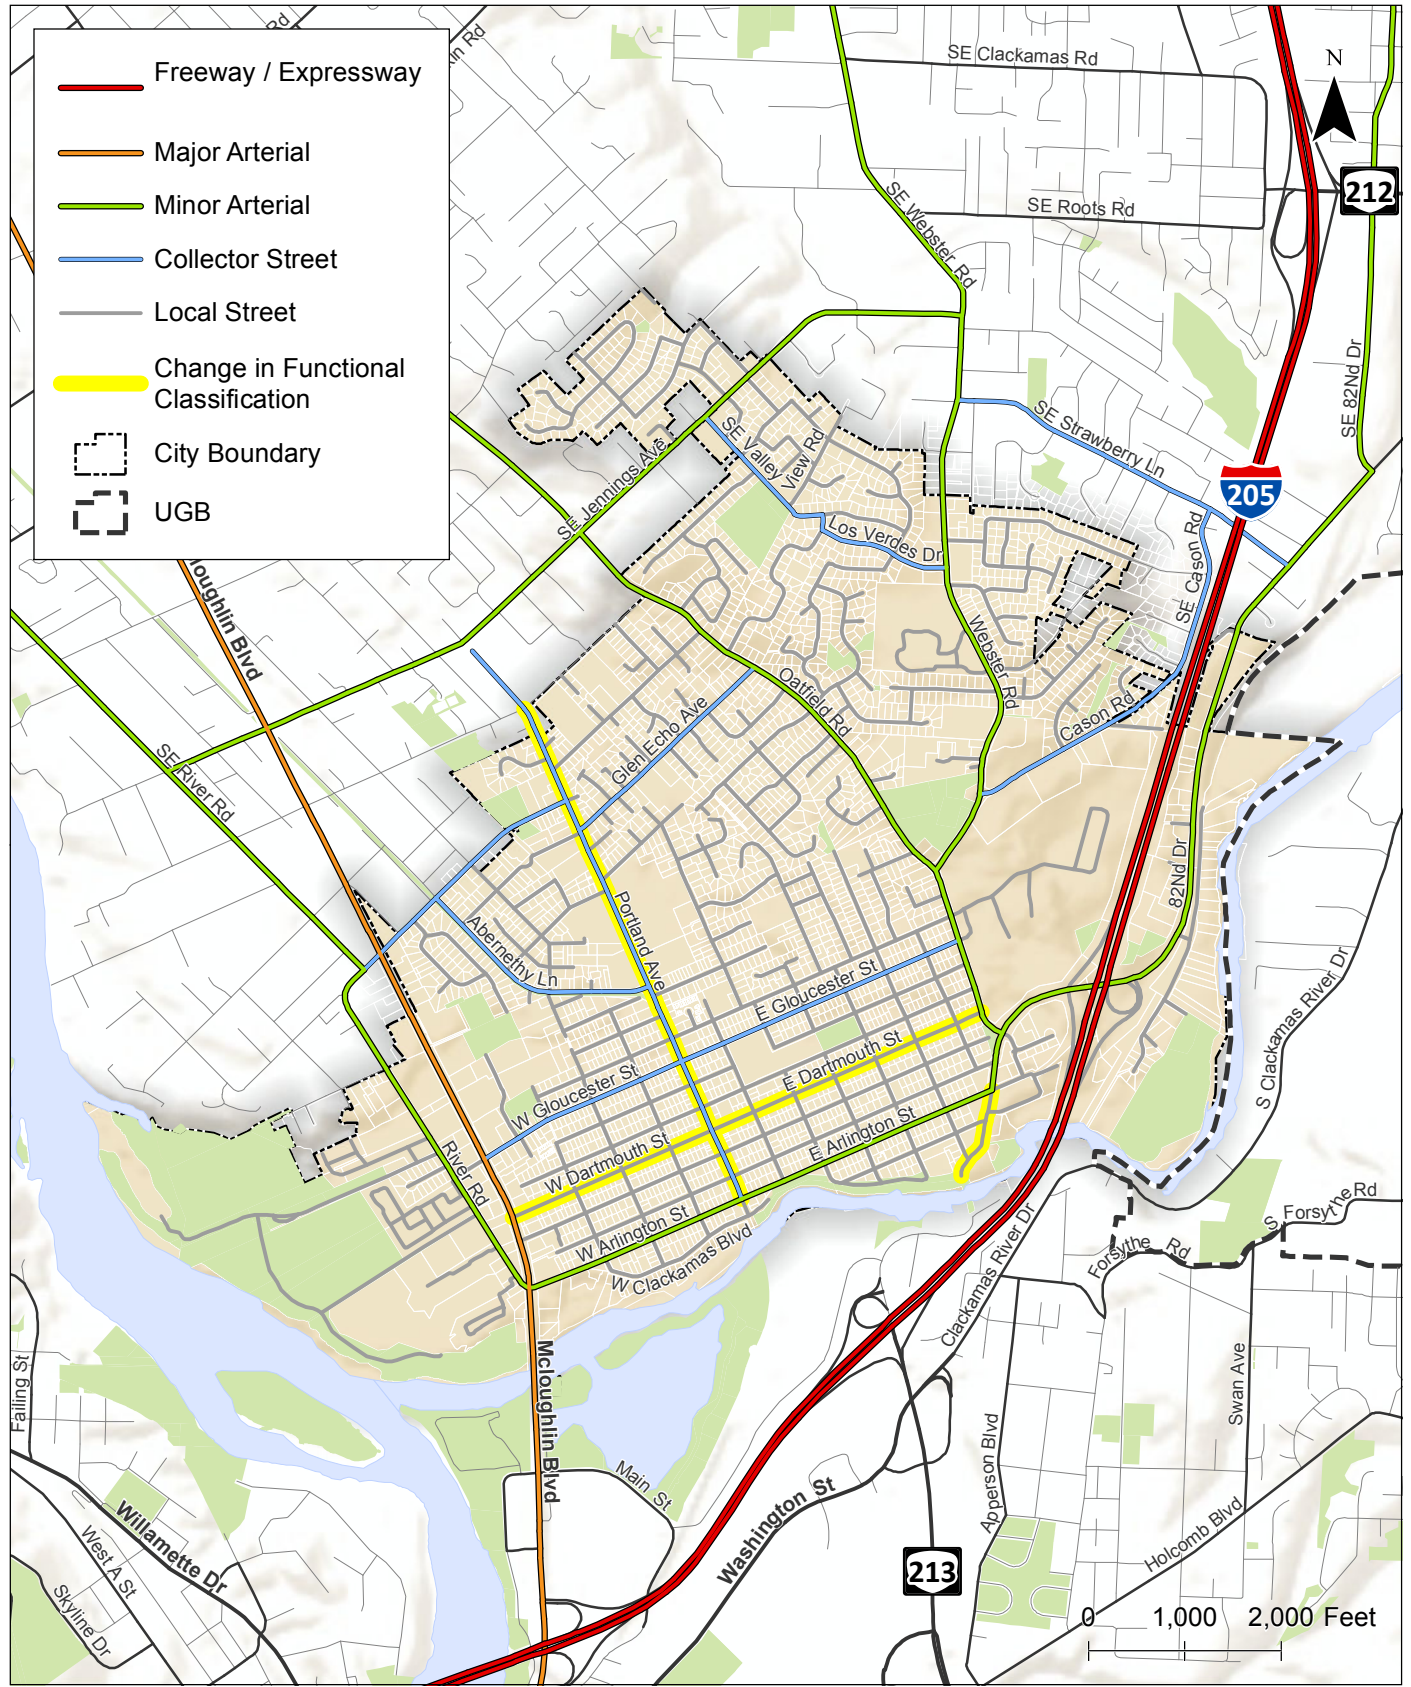 Freeway / Expressway
Major Arterial
Minor Arterial
Collector Street
Local Street
Change in Functional
Classification
City Boundary
UGB
Rd
Rd
SE Clackamas Rd
N
212
SE Webster Rd
SE Roots Rd
SE 82Nd Dr
SE Strawberry Ln
205
SE Valley
View Rd
SE Jennings Ave
Los Verdes Dr
SE Cason Rd
loughlin Blvd
Webster Rd
Oatfield Rd
Glen Echo Ave
Cason Rd
SE River Rd
82Nd Dr
Portland Ave
Abernethy Ln
E Gloucester St
S Clackamas River Dr
E Dartmouth St
W Gloucester St
E Arlington St
W Dartmouth St
River Rd
W Arlington St
W Clackamas Blvd
S Forsythe Rd
Forsythe Rd
Clackamas River Dr
Mcloughlin Blvd
Failing St
Swan Ave
Apperson Blvd
Main St
Washington St
Willamette Dr
West A St
Skyline Dr
Holcomb Blvd
213
0 1,000 2,000 Feet